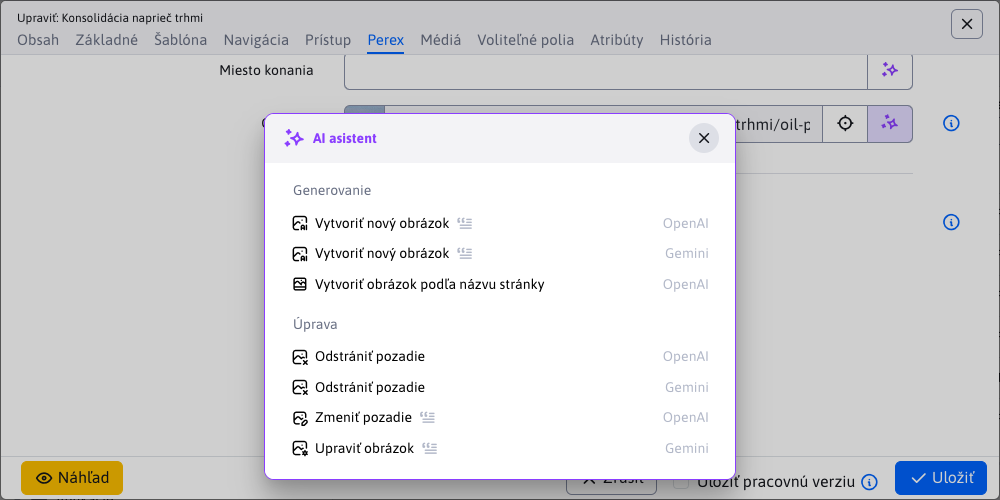 Upraviť: Konsolidácia naprieč trhmi
Obsah Základné Šablóna Navigácia Prístup Perex Médiá Voliteľné polia Atribúty História
Miesto konania
trhmi/oil-p
AI asistent
Generovanie
Vytvoriť nový obrázok OpenAI
Vytvoriť nový obrázok Gemini
Vytvoriť obrázok podľa názvu stránky OpenAI
Úprava
Odstrániť pozadie OpenAI
Odstrániť pozadie Gemini
Zmeniť pozadie OpenAI
Upraviť obrázok Gemini
Náhľad Zrušiť Uložiť pracovnú verziu Uložiť